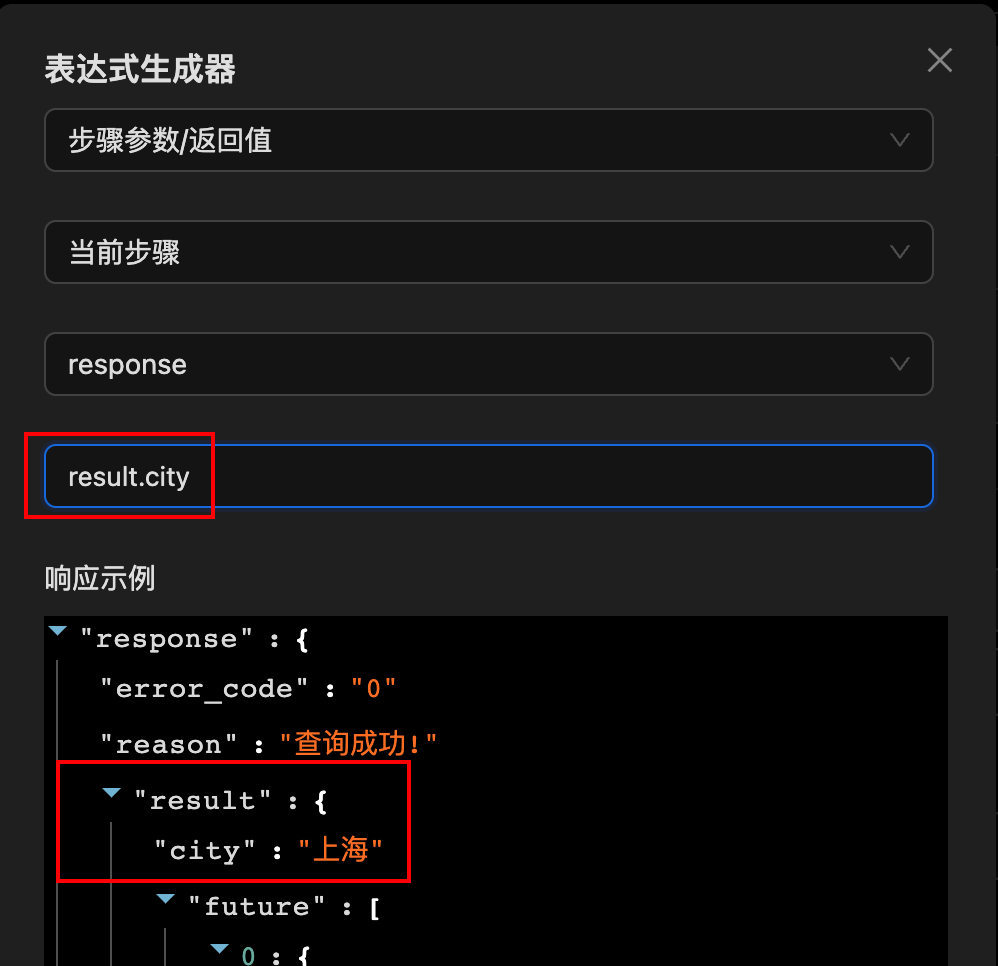 表达式生成器
步骤参数/返回值
当前步骤
response
result.city
响应示例
"response" : {
"error_code" : "0"
"reason" : "查询成功!"
"result" : {
"city" : "上海"
"future" : [
0 : {